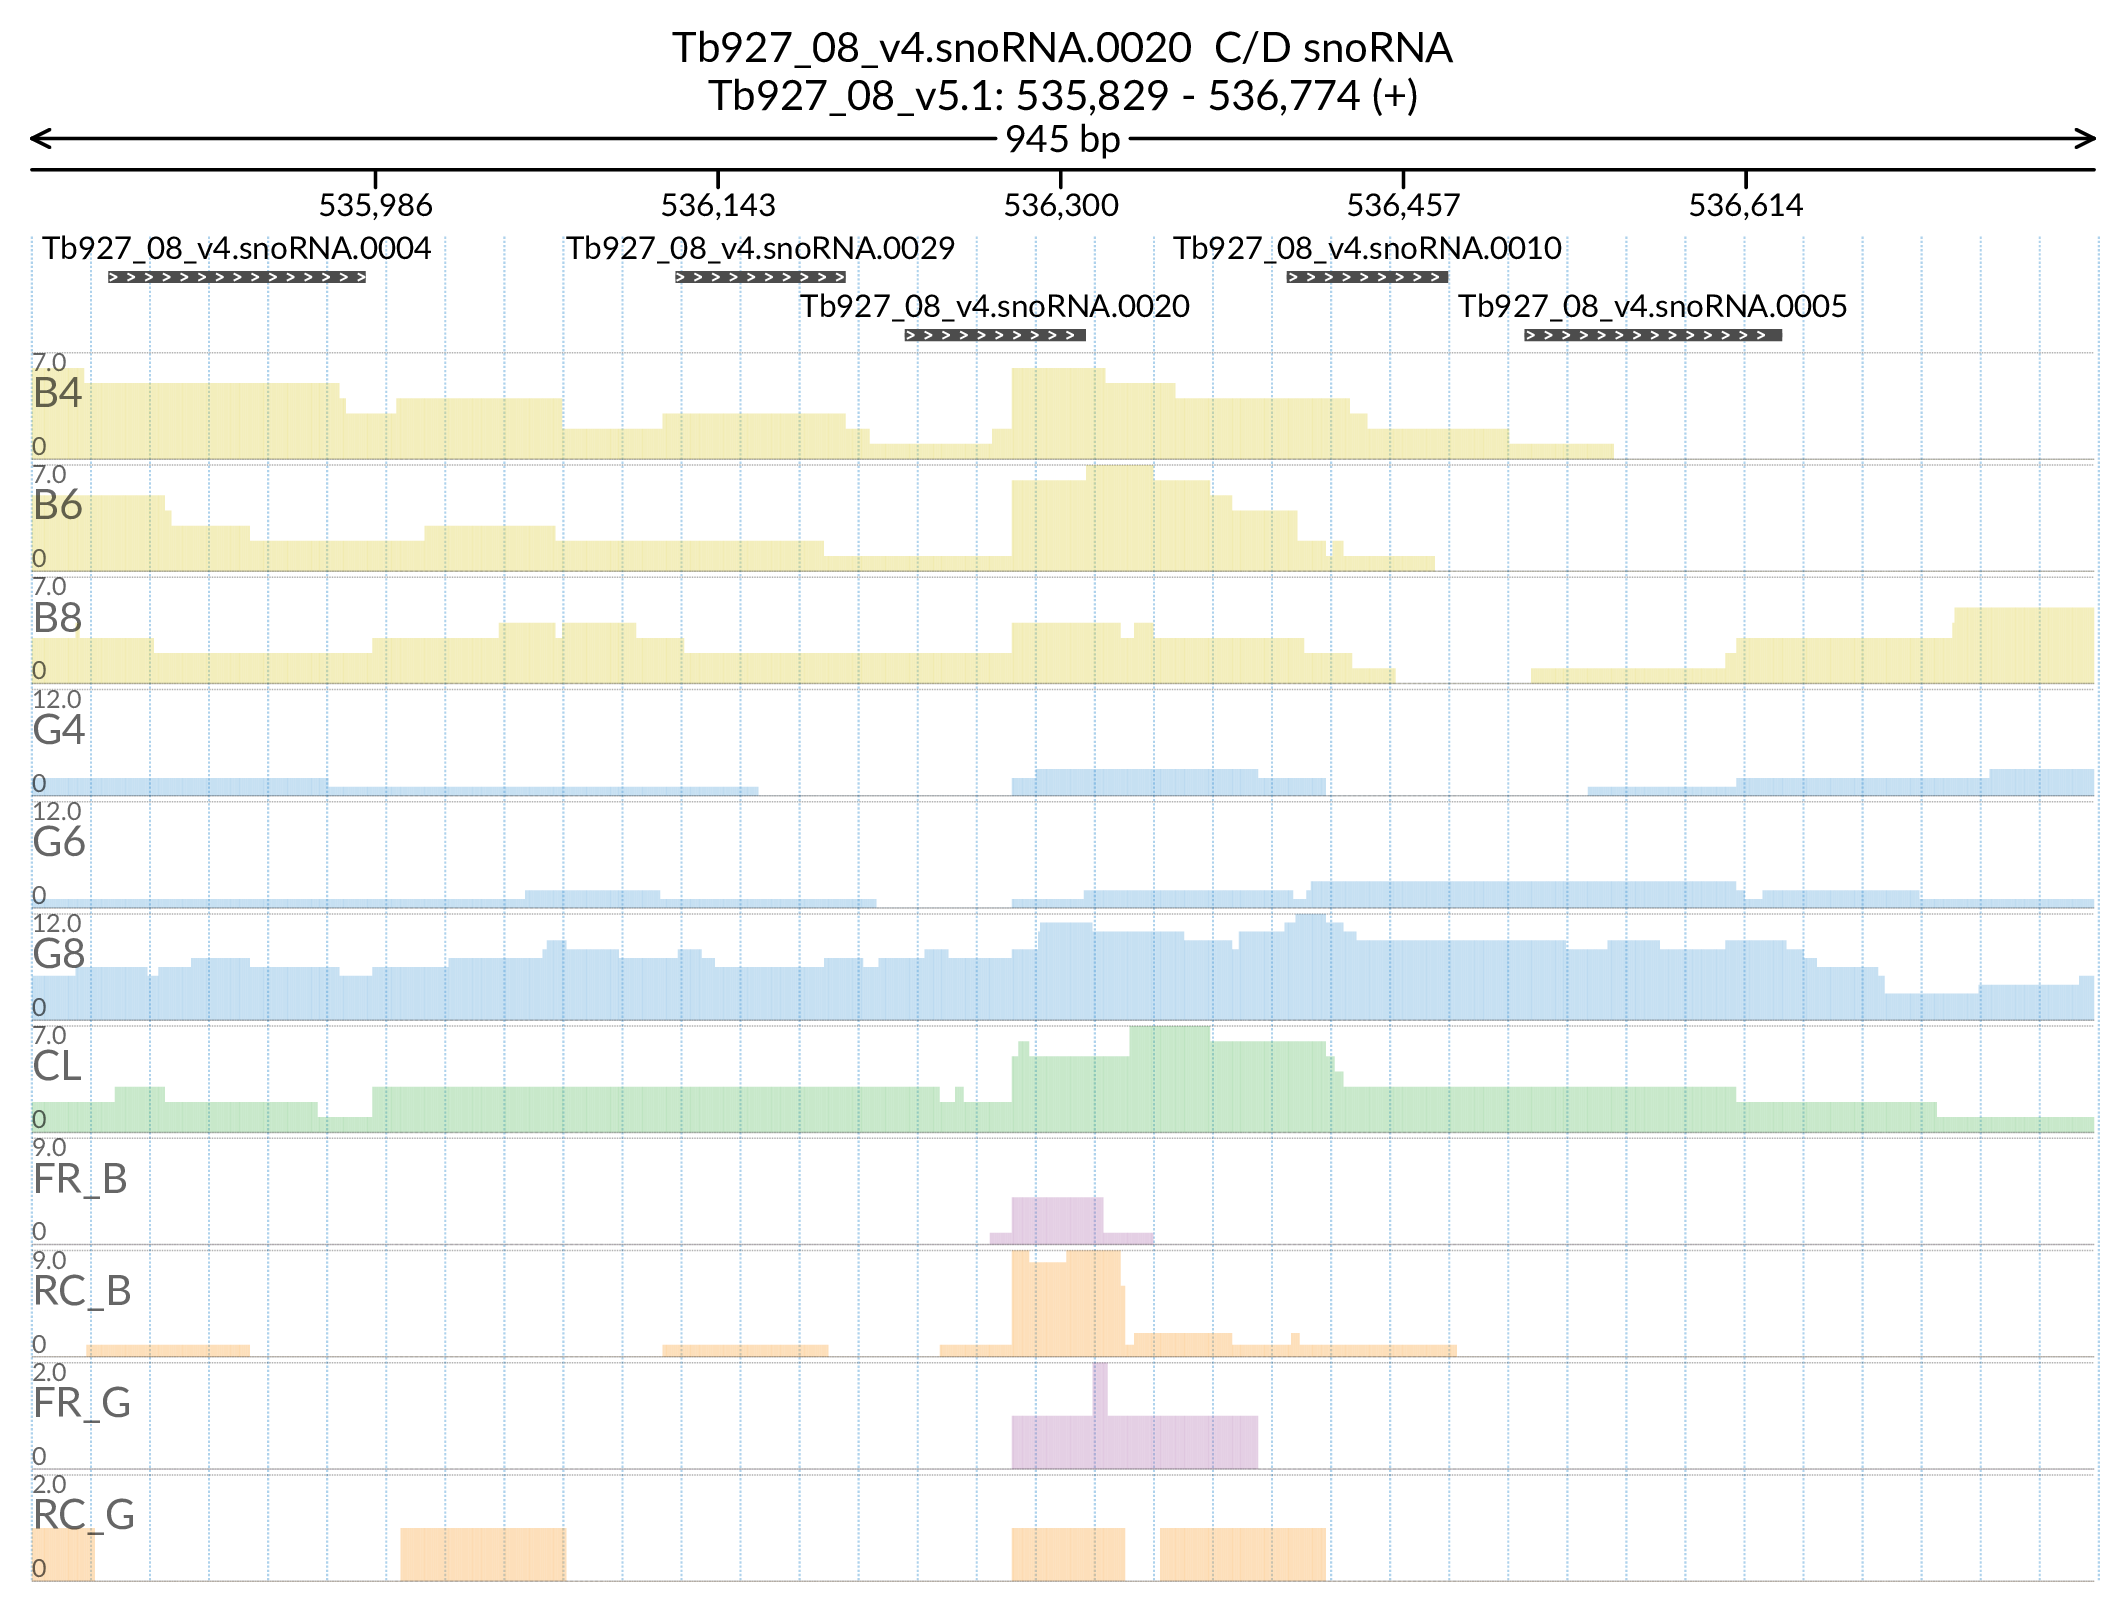 Tb927_08_v4.snoRNA.0020  C/D snoRNA
Tb927_08_v5.1: 535,829 - 536,774 (+)
945 bp
535,986 536,143 536,300 536,457 536,614
Tb927_08_v4.snoRNA.0004 Tb927_08_v4.snoRNA.0029 Tb927_08_v4.snoRNA.0010
Tb927_08_v4.snoRNA.0020 Tb927_08_v4.snoRNA.0005
7.0
B4
0
7.0
B6
0
7.0
B8
0
12.0
G4
0
12.0
G6
0
12.0
G8
0
7.0
CL
0
9.0
FR_B
0
9.0
RC_B
0
2.0
FR_G
0
2.0
RC_G
0